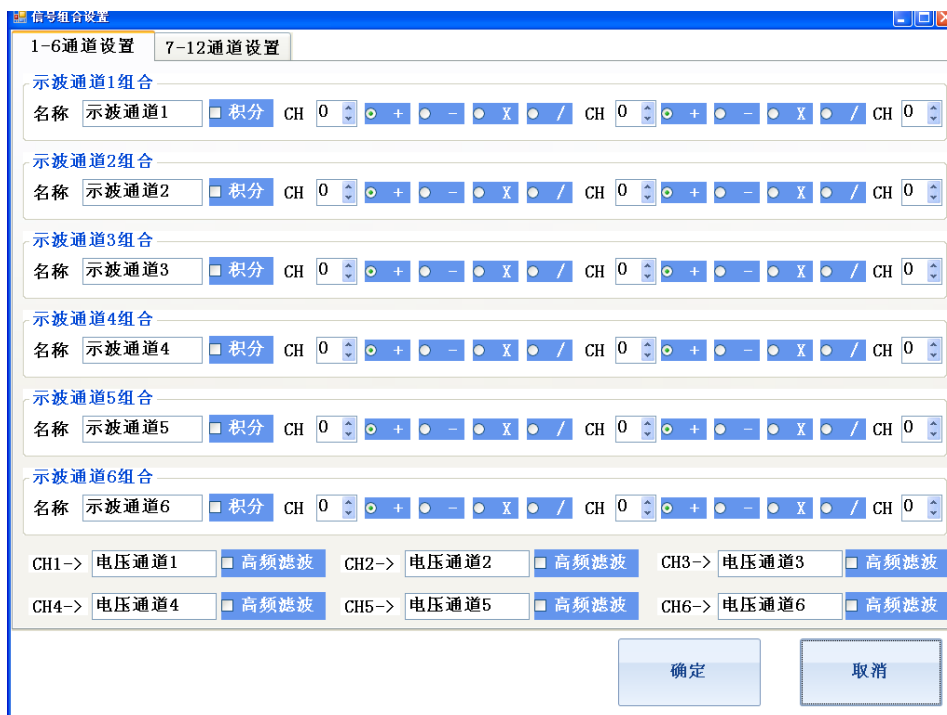 信号组合设置
1-6通道设置 7-12通道设置
示波通道1组合
名称 示波通道1 积分 CH 0 + - X / CH 0 + - X / CH 0
示波通道2组合
名称 示波通道2 积分 CH 0 + - X / CH 0 + - X / CH 0
示波通道3组合
名称 示波通道3 积分 CH 0 + - X / CH 0 + - X / CH 0
示波通道4组合
名称 示波通道4 积分 CH 0 + - X / CH 0 + - X / CH 0
示波通道5组合
名称 示波通道5 积分 CH 0 + - X / CH 0 + - X / CH 0
示波通道6组合
名称 示波通道6 积分 CH 0 + - X / CH 0 + - X / CH 0
CH1-> 电压通道1 高频滤波 CH2-> 电压通道2 高频滤波 CH3-> 电压通道3 高频滤波
CH4-> 电压通道4 高频滤波 CH5-> 电压通道5 高频滤波 CH6-> 电压通道6 高频滤波
确定 取消